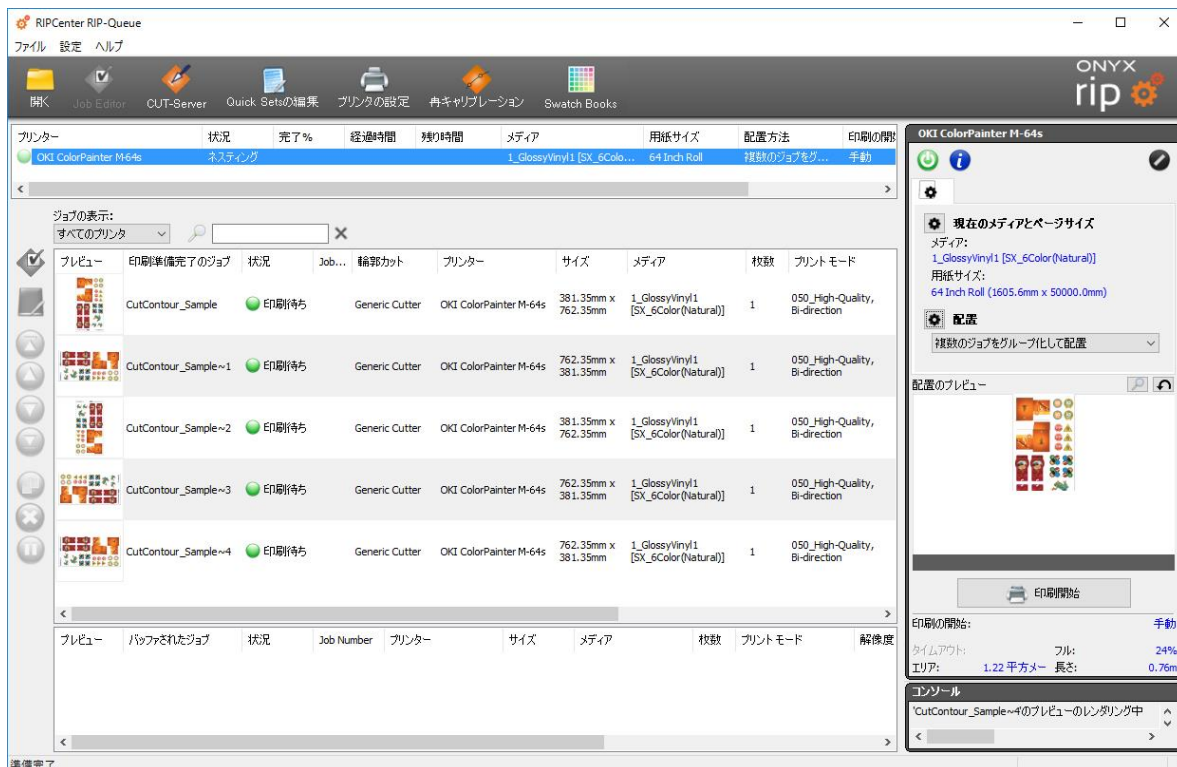 RIPCenter RIP-Queue
ファイル 設定 ヘルプ
開く Job Editor CUT-Server Quick Setsの編集 プリンタの設定 再キャリブレーション Swatch Books
ONYX
rip
プリンター 状況 完了% 経過時間 残り時間 メディア 用紙サイズ 配置方法 印刷の開始
OKI ColorPainter M-64s ネスティング 1_GlossyVinyl1 [SX_6Colo... 64 Inch Roll 複数のジョブをグ... 手動
ジョブの表示:
すべてのプリンタ
プレビュー 印刷準備完了のジョブ 状況 Job... 輪郭カット プリンター サイズ メディア 枚数 プリントモード
CutContour_Sample 印刷待ち Generic Cutter OKI ColorPainter M-64s 381.35mm x 762.35mm 1_GlossyVinyl1 [SX_6Color(Natural)] 1 050_High-Quality, Bi-direction
CutContour_Sample~1 印刷待ち Generic Cutter OKI ColorPainter M-64s 762.35mm x 381.35mm 1_GlossyVinyl1 [SX_6Color(Natural)] 1 050_High-Quality, Bi-direction
CutContour_Sample~2 印刷待ち Generic Cutter OKI ColorPainter M-64s 381.35mm x 762.35mm 1_GlossyVinyl1 [SX_6Color(Natural)] 1 050_High-Quality, Bi-direction
CutContour_Sample~3 印刷待ち Generic Cutter OKI ColorPainter M-64s 762.35mm x 381.35mm 1_GlossyVinyl1 [SX_6Color(Natural)] 1 050_High-Quality, Bi-direction
CutContour_Sample~4 印刷待ち Generic Cutter OKI ColorPainter M-64s 762.35mm x 381.35mm 1_GlossyVinyl1 [SX_6Color(Natural)] 1 050_High-Quality, Bi-direction
プレビュー バッファされたジョブ 状況 Job Number プリンター サイズ メディア 枚数 プリントモード 解像度
準備完了
OKI ColorPainter M-64s
現在のメディアとページサイズ
メディア:
1_GlossyVinyl1 [SX_6Color(Natural)]
用紙サイズ:
64 Inch Roll (1605.6mm x 50000.0mm)
配置
複数のジョブをグループ化して配置
配置のプレビュー
印刷開始
印刷の開始: 手動
タイムアウト: フル: 24%
エリア: 1.22 平方メー 長さ: 0.76m
コンソール
'CutContour_Sample~4'のプレビューのレンダリング中